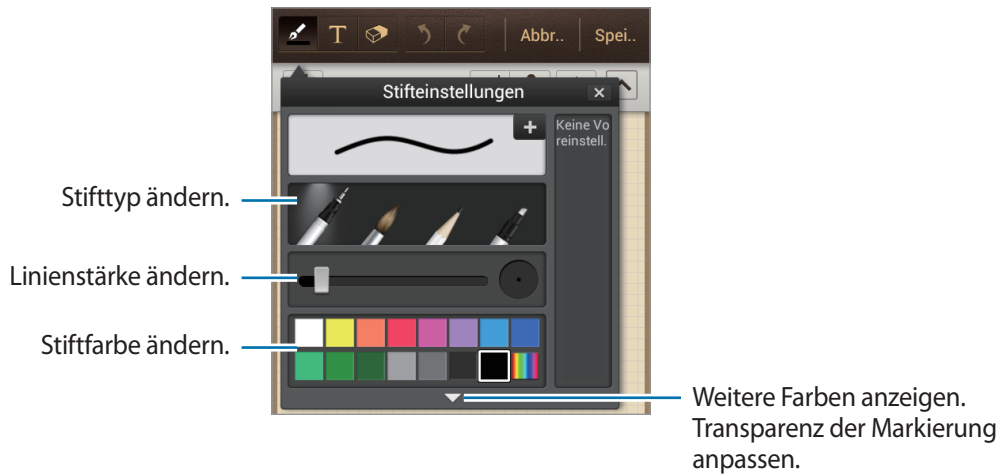 T
Abbr..
Spei..
Stifteinstellungen
Keine Vo
reinstell.
Stifttyp ändern.
Linienstärke ändern.
Stiftfarbe ändern.
Weitere Farben anzeigen.
Transparenz der Markierung
anpassen.